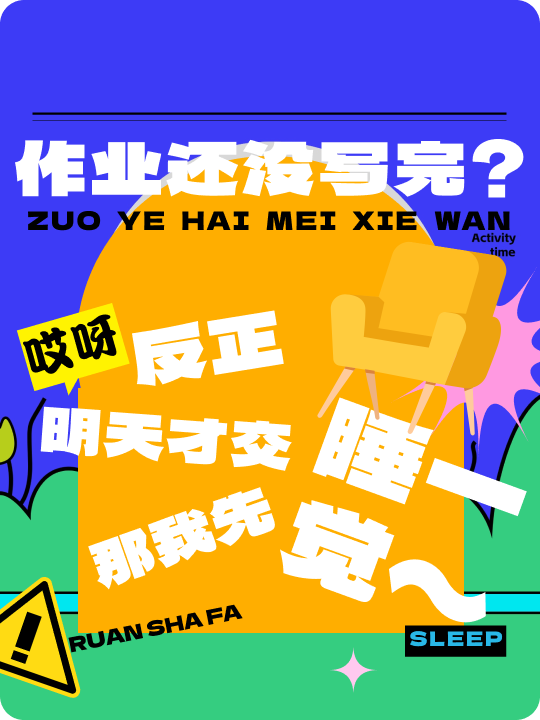 作业还没写完?
ZUO YE HAI MEI XIE WAN
Activity
time
哎呀
反正
明天才交
那我先
睡一
觉~
RUAN SHA FA
SLEEP